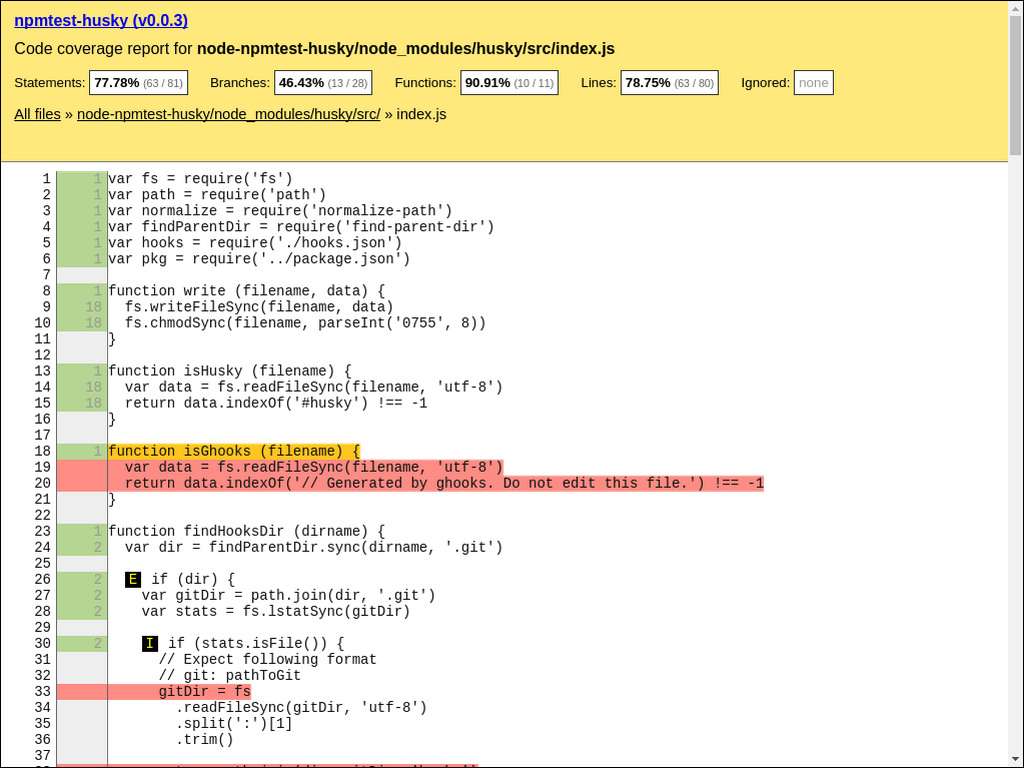 npmtest-husky (v0.0.3)
Code coverage report for node-npmtest-husky/node_modules/husky/src/index.js
Statements: 77.78% (63 / 81) Branches: 46.43% (13 / 28) Functions: 90.91% (10 / 11) Lines: 78.75% (63 / 80) Ignored: none
All files » node-npmtest-husky/node_modules/husky/src/ » index.js
1 1 var fs = require('fs')
2 1 var path = require('path')
3 1 var normalize = require('normalize-path')
4 1 var findParentDir = require('find-parent-dir')
5 1 var hooks = require('./hooks.json')
6 1 var pkg = require('../package.json')
7
8 1 function write (filename, data) {
9 18 fs.writeFileSync(filename, data)
10 18 fs.chmodSync(filename, parseInt('0755', 8))
11 }
12
13 1 function isHusky (filename) {
14 18 var data = fs.readFileSync(filename, 'utf-8')
15 18 return data.indexOf('#husky') !== -1
16 }
17
18 1 function isGhooks (filename) {
19 var data = fs.readFileSync(filename, 'utf-8')
20 return data.indexOf('// Generated by ghooks. Do not edit this file.') !== -1
21 }
22
23 1 function findHooksDir (dirname) {
24 2 var dir = findParentDir.sync(dirname, '.git')
25
26 2 E if (dir) {
27 2 var gitDir = path.join(dir, '.git')
28 2 var stats = fs.lstatSync(gitDir)
29
30 2 I if (stats.isFile()) {
31 // Expect following format
32 // git: pathToGit
33 gitDir = fs
34 .readFileSync(gitDir, 'utf-8')
35 .split(':')[1]
36 .trim()
37